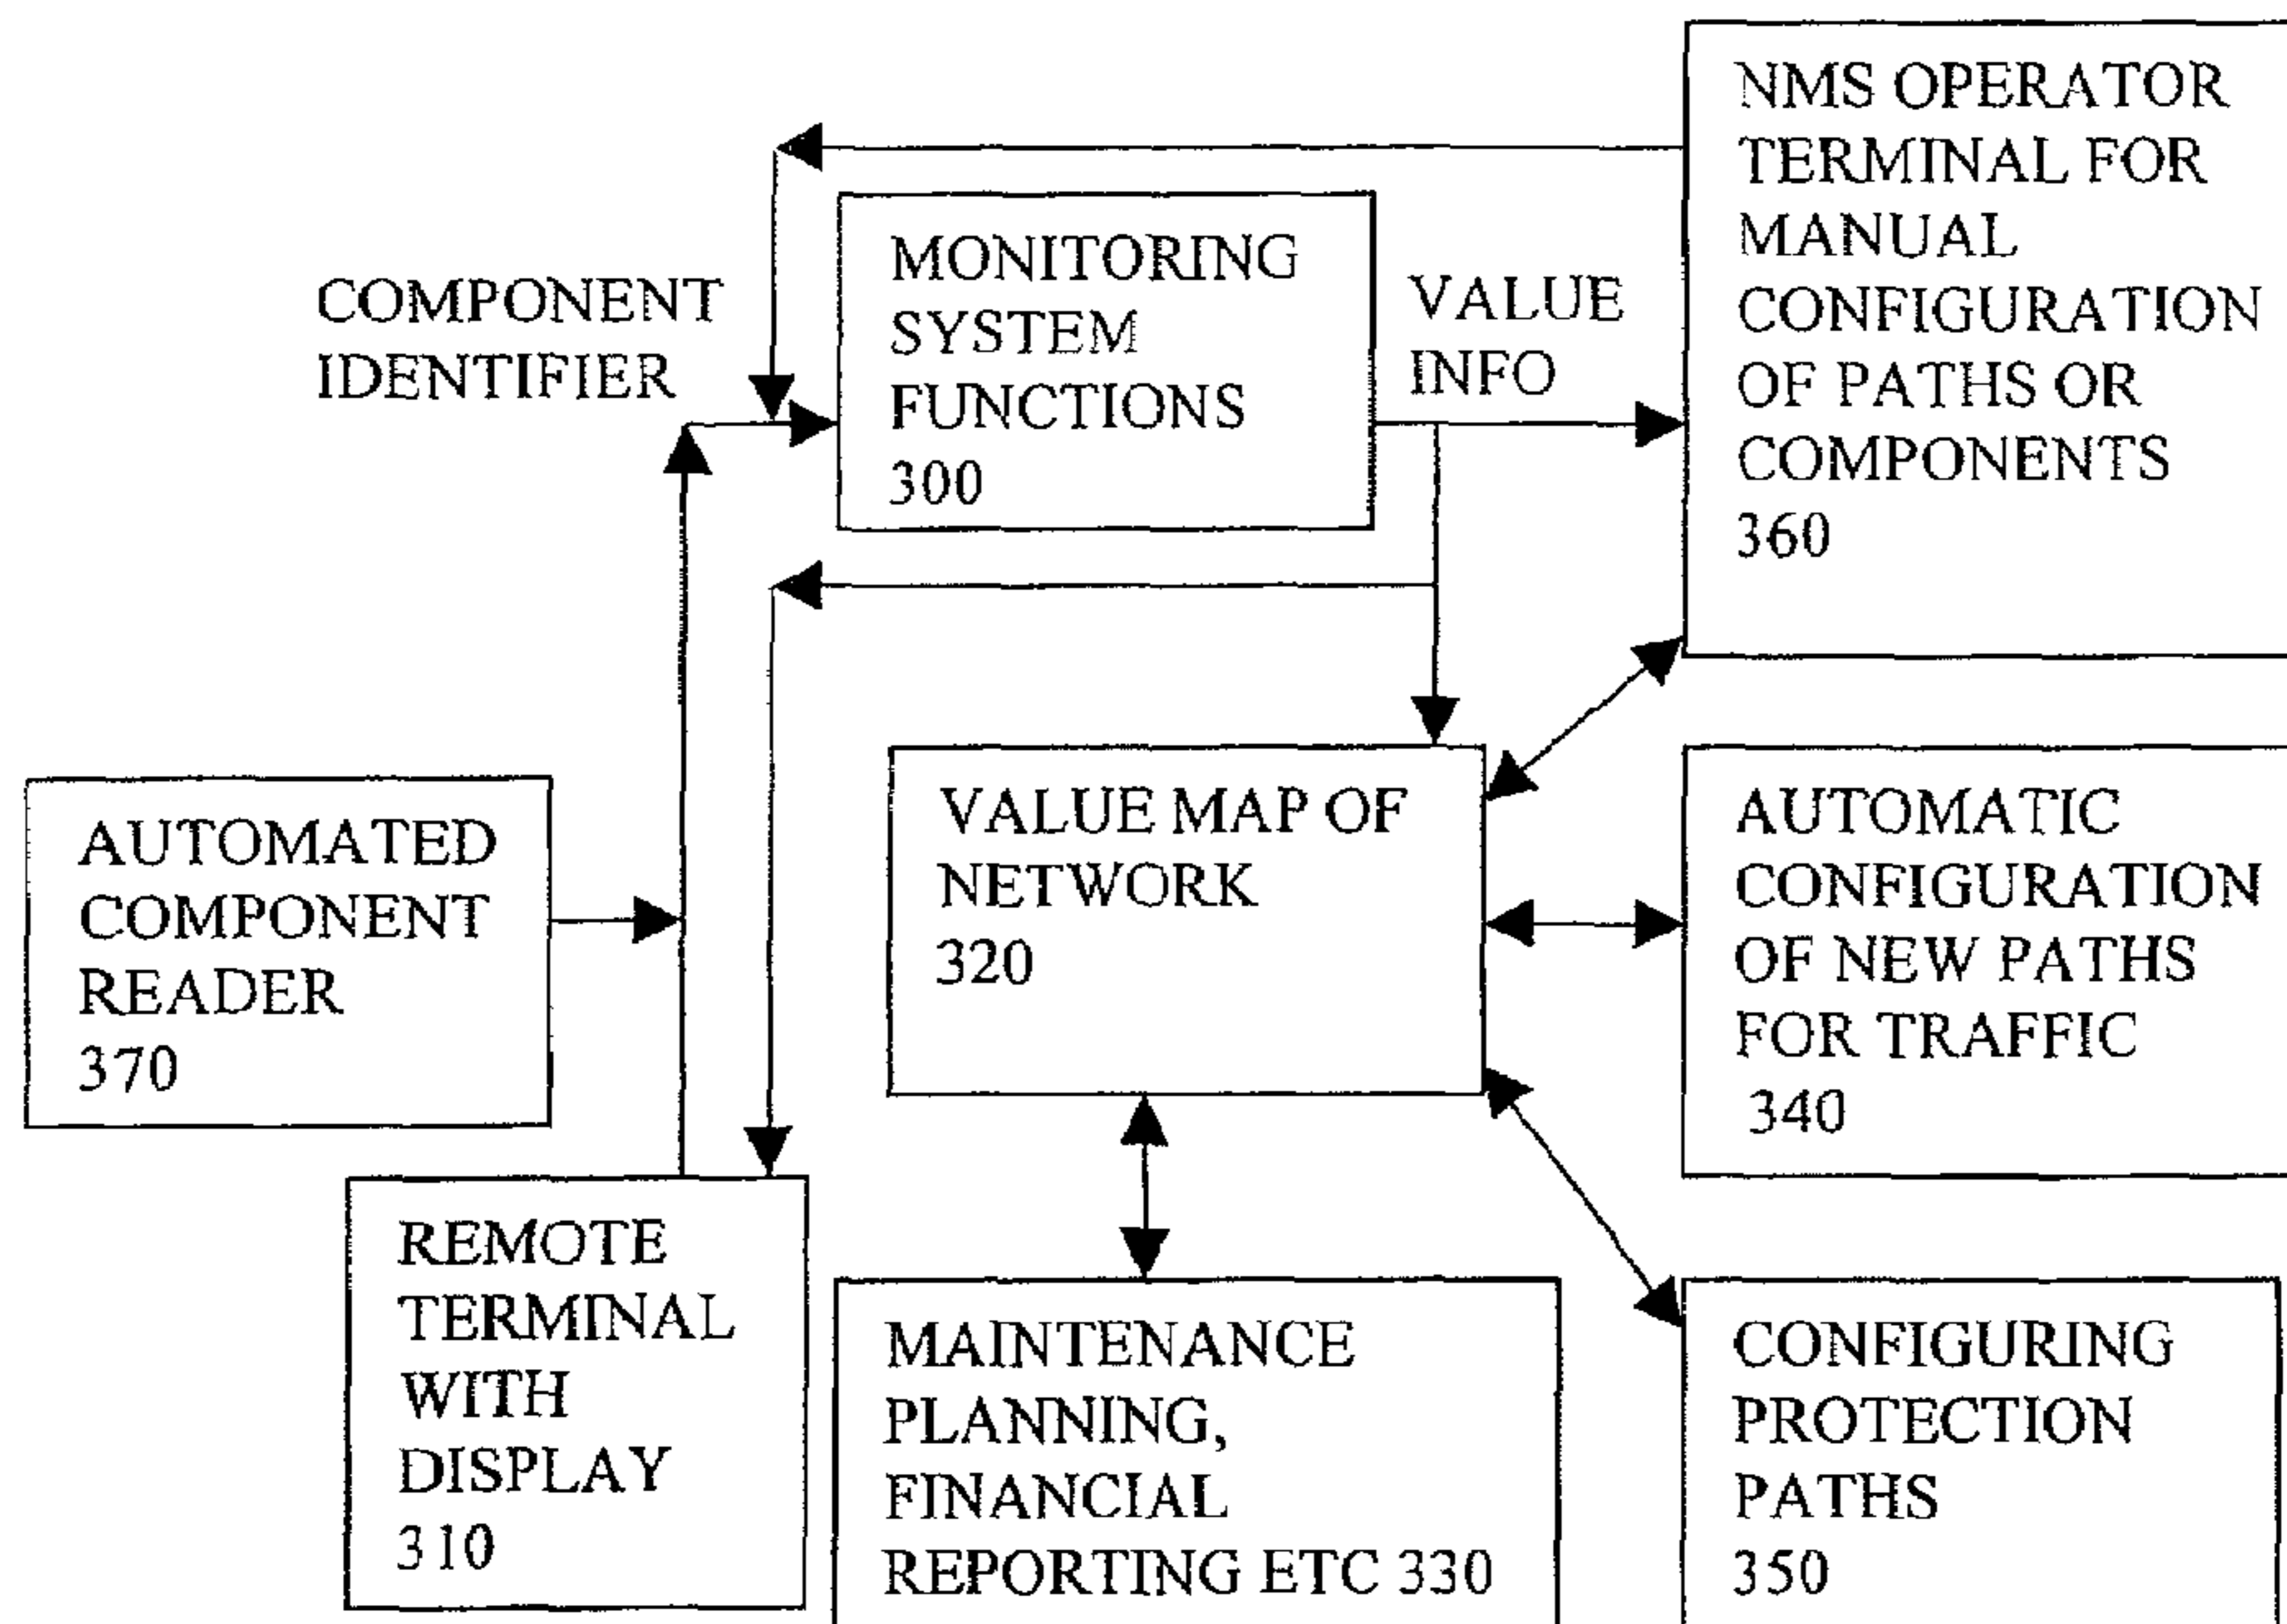 NMS OPERATOR
TERMINAL FOR
MANUAL
CONFIGURATION
OF PATHS OR
COMPONENTS
360
MONITORING
SYSTEM
FUNCTIONS
300
COMPONENT
IDENTIFIER
VALUE
INFO
AUTOMATED
COMPONENT
READER
370
VALUE MAP OF
NETWORK
320
AUTOMATIC
CONFIGURATION
OF NEW PATHS
FOR TRAFFIC
340
REMOTE
TERMINAL
WITH
DISPLAY
310
MAINTENANCE
PLANNING,
FINANCIAL
REPORTING ETC 330
CONFIGURING
PROTECTION
PATHS
350